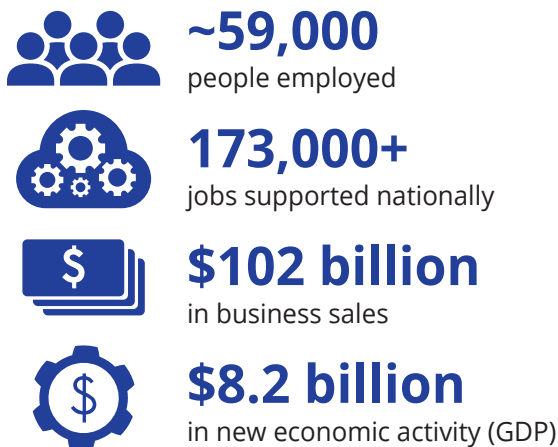 ~59,000
people employed
173,000+
jobs supported nationally
$
$102 billion
in business sales
$
$8.2 billion
in new economic activity (GDP)